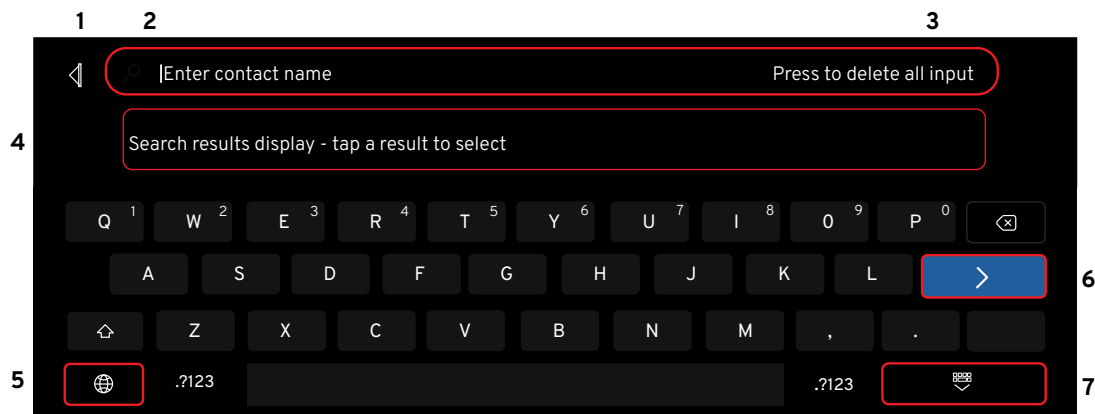 1 2 3
Enter contact name Press to delete all input
4
Search results display - tap a result to select
Q 1 W 2 E 3 R 4 T 5 Y 6 U 7 I 8 O 9 P 0
A S D F G H J K L
6
Z X C V B N M , .
5 .?123 .?123 7